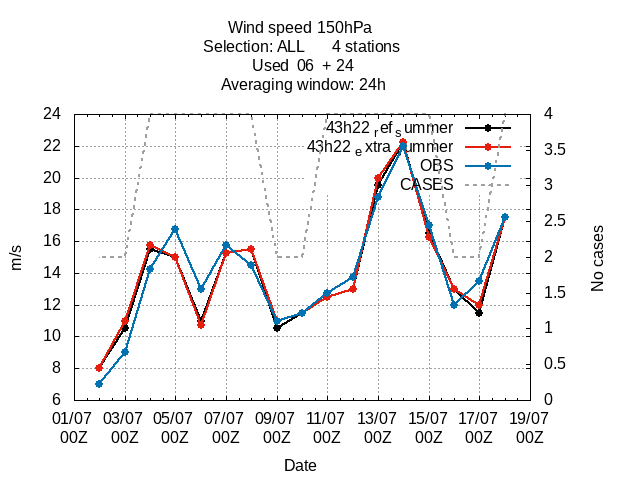 Wind speed 150hPa
Selection: ALL 4 stations
Used 06 + 24
Averaging window: 24h
24 4
22 3.5
20 3
18 2.5
16 2
14 1.5
12 1
10 0.5
8 0
6
43h22 refsummer
43h22 extra summer
OBS
CASES
m/s
No cases
01/07 03/07 05/07 07/07 09/07 11/07 13/07 15/07 17/07 19/07
00Z 00Z 00Z 00Z 00Z 00Z 00Z 00Z 00Z 00Z
Date